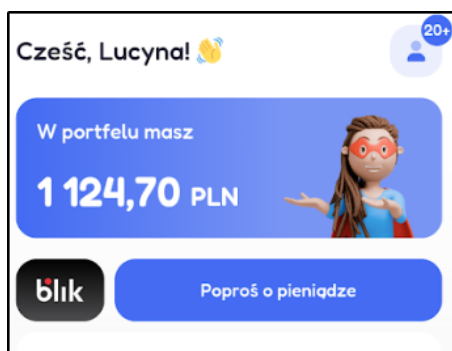 Cześć, Lucyna! 👋
20+
W portfelu masz
1 124,70 PLN
blik
Poproś o pieniądze